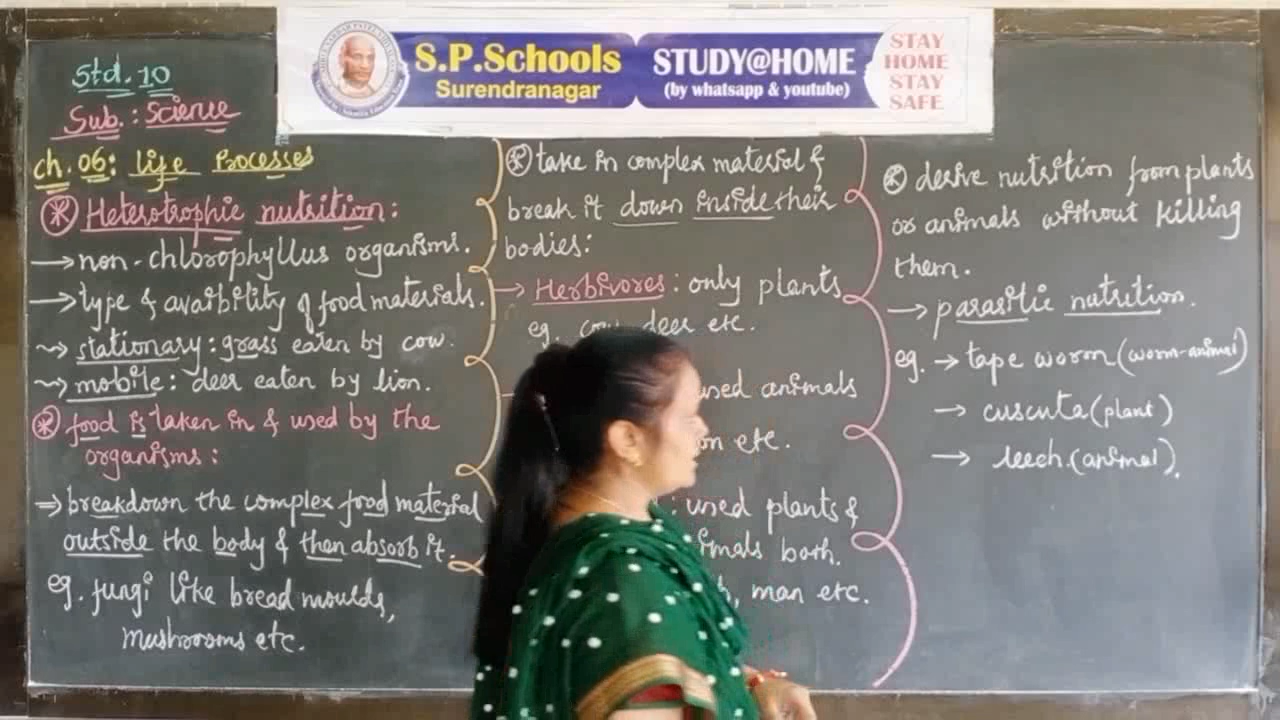 S.P.Schools
Surendranagar
STUDY@HOME
(by whatsapp & youtube)
STAY
HOME
STAY
SAFE
Std. 10
Sub. : Science
Ch. 06: Life Processes
* Heterotrophic nutrition:
→ non-chlorophyllus organisms.
→ type & avaibility of food materials.
→ stationary: grass eaten by cow.
→ mobile: deer eaten by lion.
* food is taken in & used by the
organisms:
⇒ breakdown the complex food material
outside the body & then absorb it.
eg. fungi like bread moulds,
mushrooms etc.
* take in complex material &
break it down inside their
bodies:
→ Herbivores: only plants
eg. cow, deer etc.
used animals
etc.
: used plants &
both.
, man etc.
* derive nutrition from plants
or animals without killing
them.
→ parasitic nutrition.
eg. → tape worm (worm-animal)
→ cuscuta (plant)
→ leech. (animal).